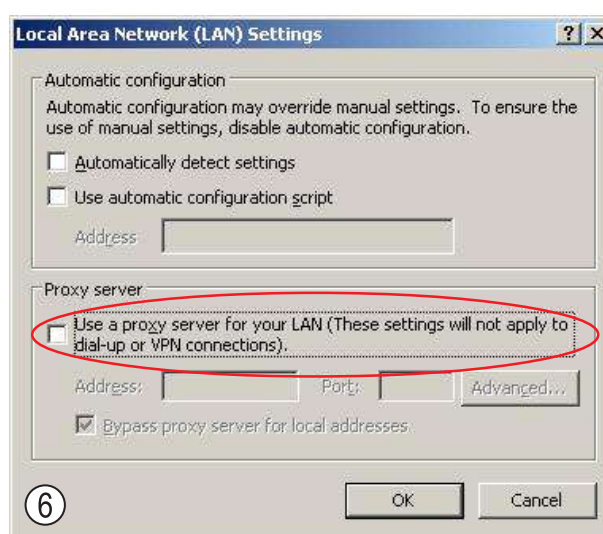 Local Area Network (LAN) Settings
Automatic configuration
Automatic configuration may override manual settings. To ensure the
use of manual settings, disable automatic configuration.
Automatically detect settings
Use automatic configuration script
Address
Proxy server
Use a proxy server for your LAN (These settings will not apply to
dial-up or VPN connections).
Address:
Port:
Advanced...
Bypass proxy server for local addresses
6
OK
Cancel